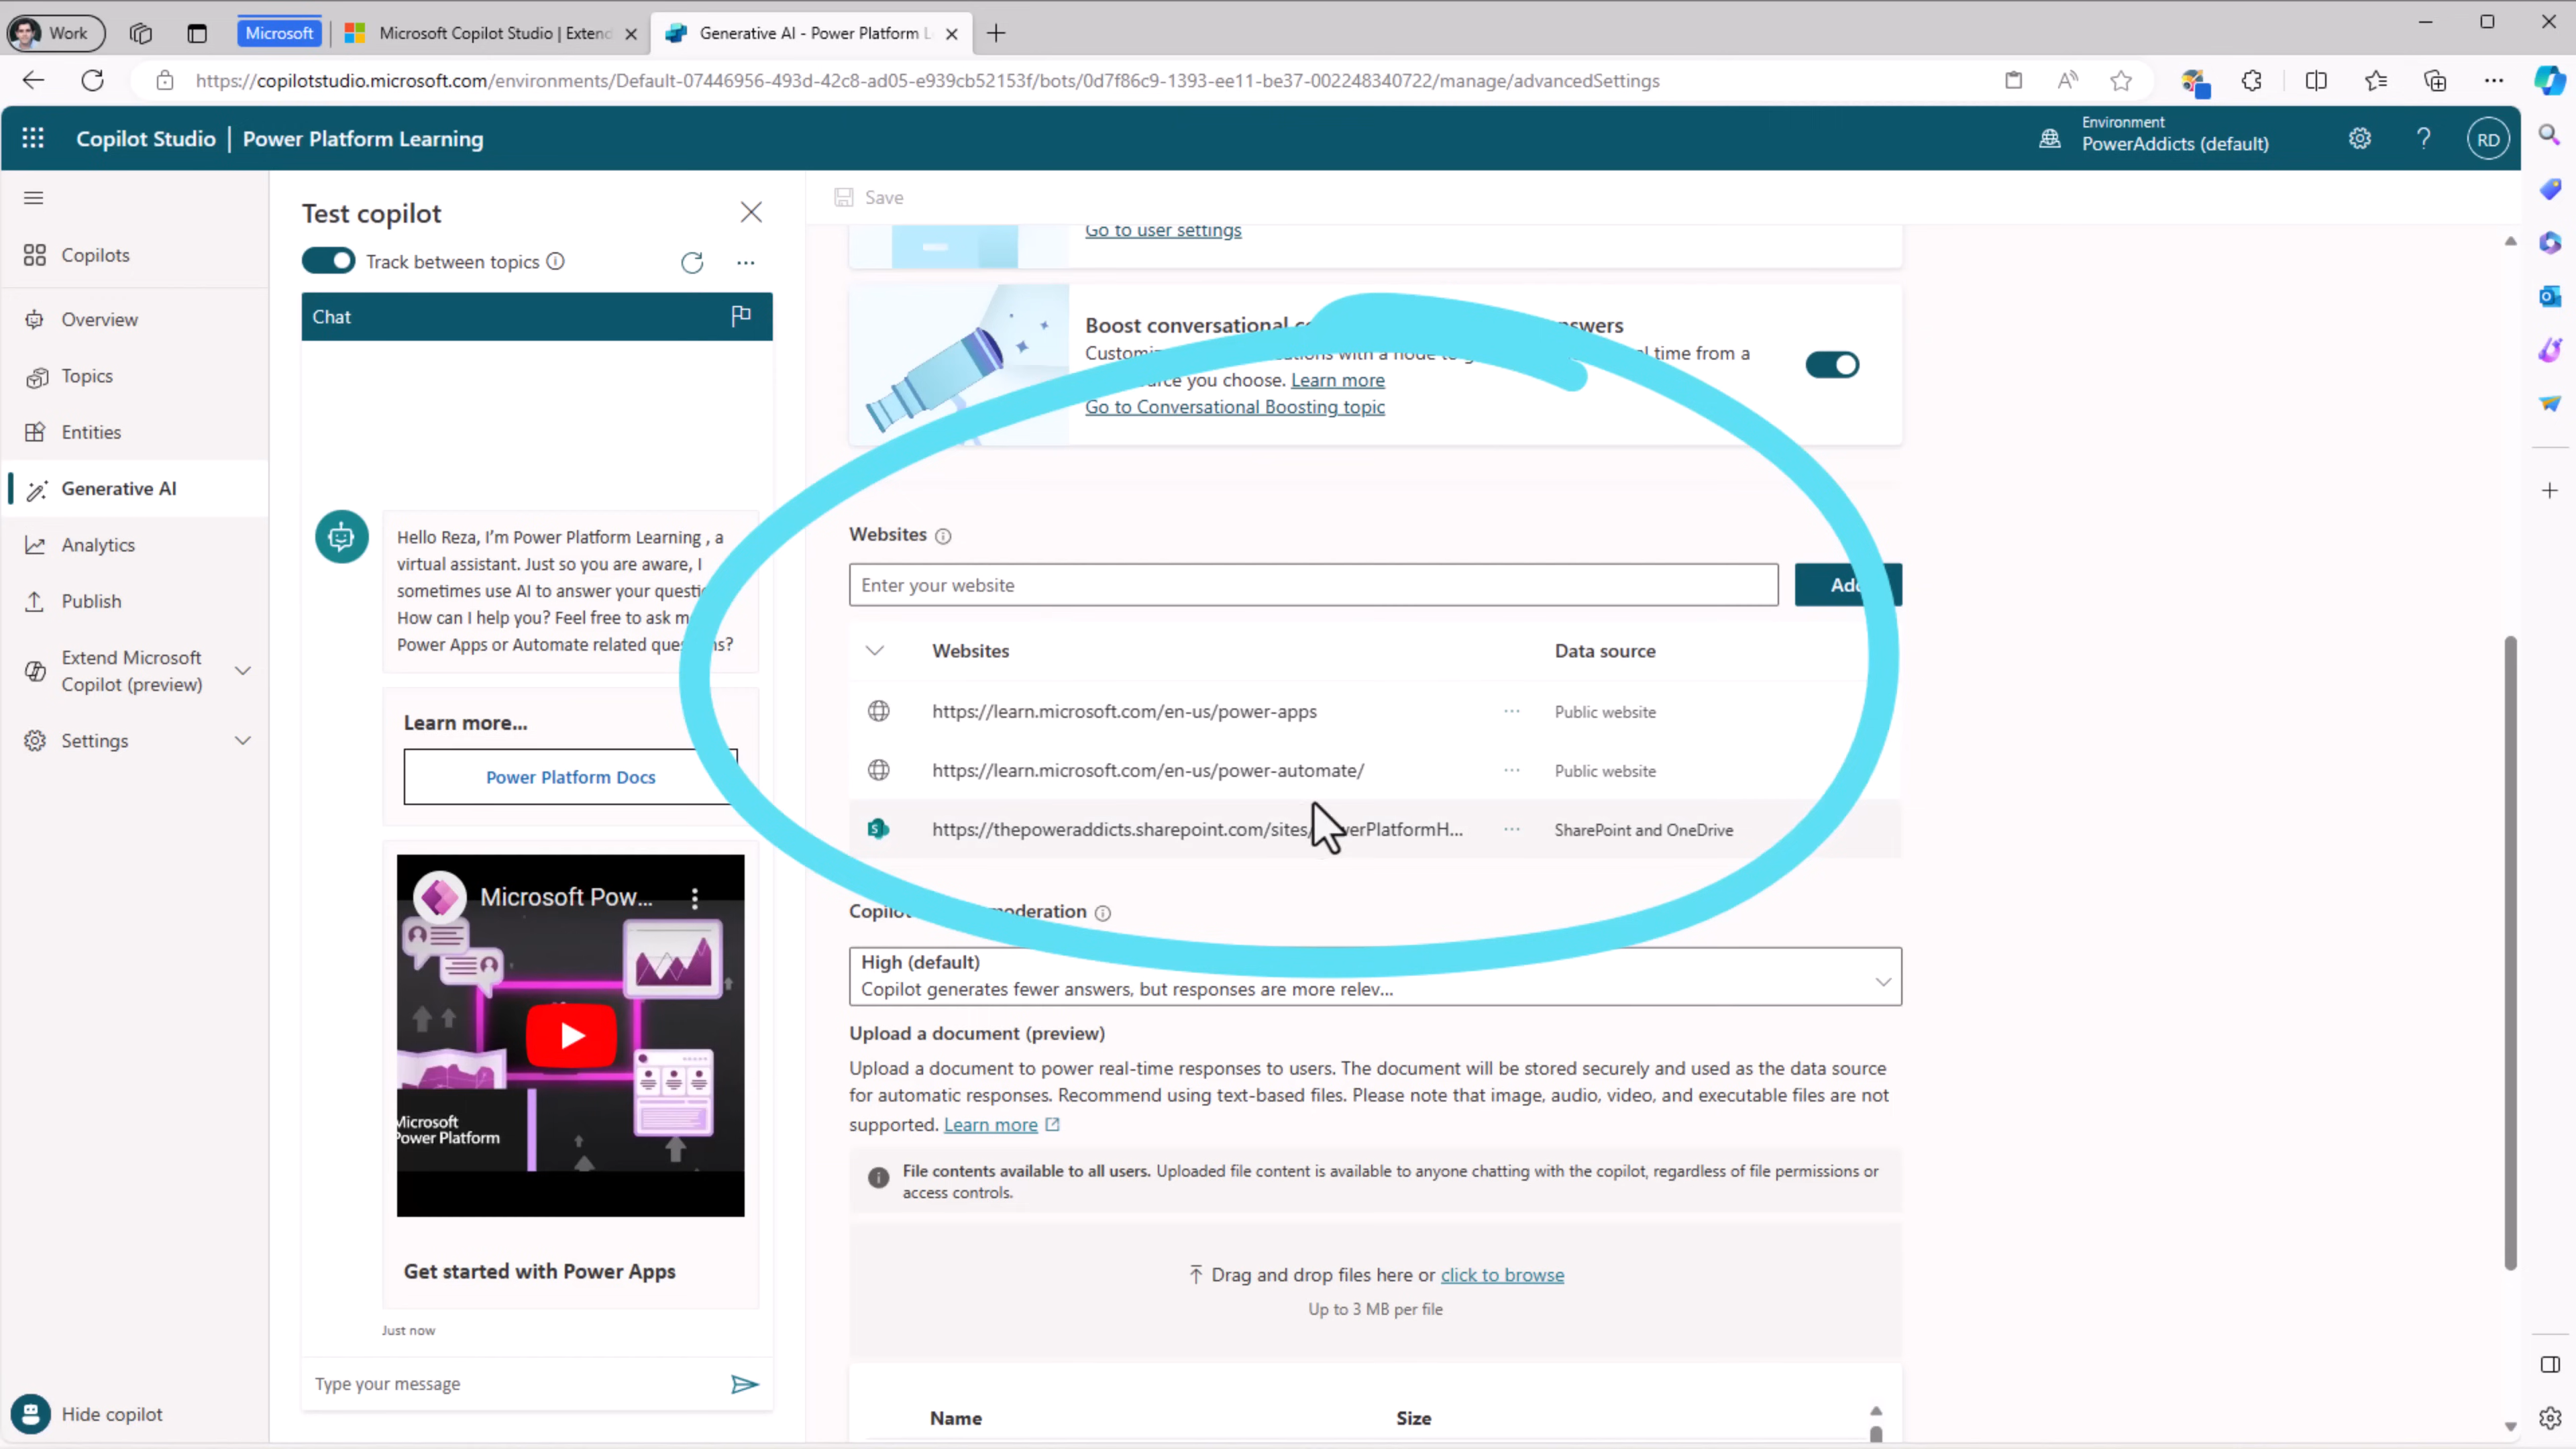 Work
Microsoft
Microsoft Copilot Studio | Extend
Generative AI - Power Platform L
https://copilotstudio.microsoft.com/environments/Default-07446956-493d-42c8-ad05-e939cb52153f/bots/0d7f86c9-1393-ee11-be37-002248340722/manage/advancedSettings
Copilot Studio | Power Platform Learning
Environment
PowerAddicts (default)
RD
Copilots
Overview
Topics
Entities
Generative AI
Analytics
Publish
Extend Microsoft
Copilot (preview)
Settings
Hide copilot
Test copilot
Track between topics
Chat
Hello Reza, I'm Power Platform Learning , a
virtual assistant. Just so you are aware, I
sometimes use AI to answer your
How can I help you? Feel free to ask
Power Apps or Automate related
Learn more...
Power Platform Docs
Microsoft Pow...
Microsoft
Power Platform
Get started with Power Apps
Just now
Type your message
Save
Go to user settings
Boost conversational
with a node to time from a
you choose. Learn more
Go to Conversational Boosting topic
Websites
Enter your website
Add
Websites Data source
https://learn.microsoft.com/en-us/power-apps ... Public website
https://learn.microsoft.com/en-us/power-automate/ ... Public website
https://thepoweraddicts.sharepoint.com/sites/ erPlatformH... ... SharePoint and OneDrive
Copilot moderation
High (default)
Copilot generates fewer answers, but responses are more relev...
Upload a document (preview)
Upload a document to power real-time responses to users. The document will be stored securely and used as the data source
for automatic responses. Recommend using text-based files. Please note that image, audio, video, and executable files are not
supported. Learn more
File contents available to all users. Uploaded file content is available to anyone chatting with the copilot, regardless of file permissions or
access controls.
Drag and drop files here or click to browse
Up to 3 MB per file
Name Size